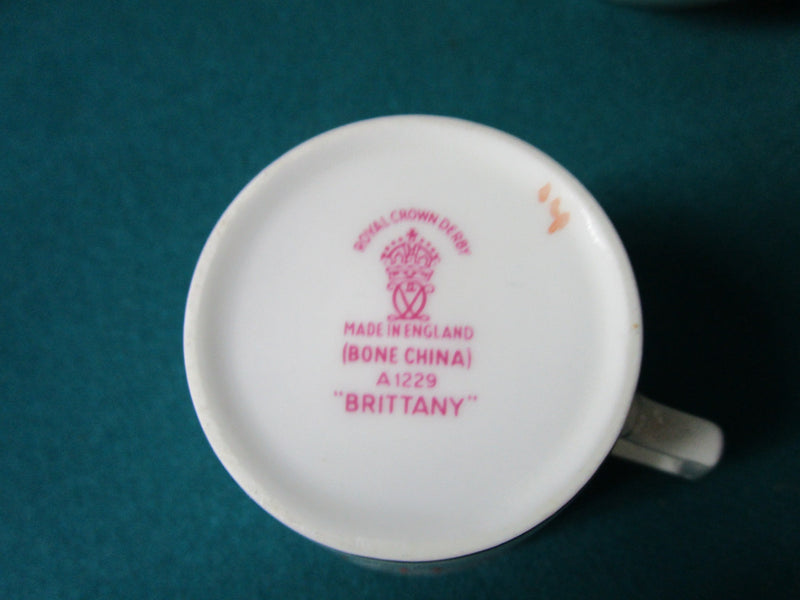 ROYAL CROWN DERBY
MADE IN ENGLAND
(BONE CHINA)
A1229
"BRITTANY"